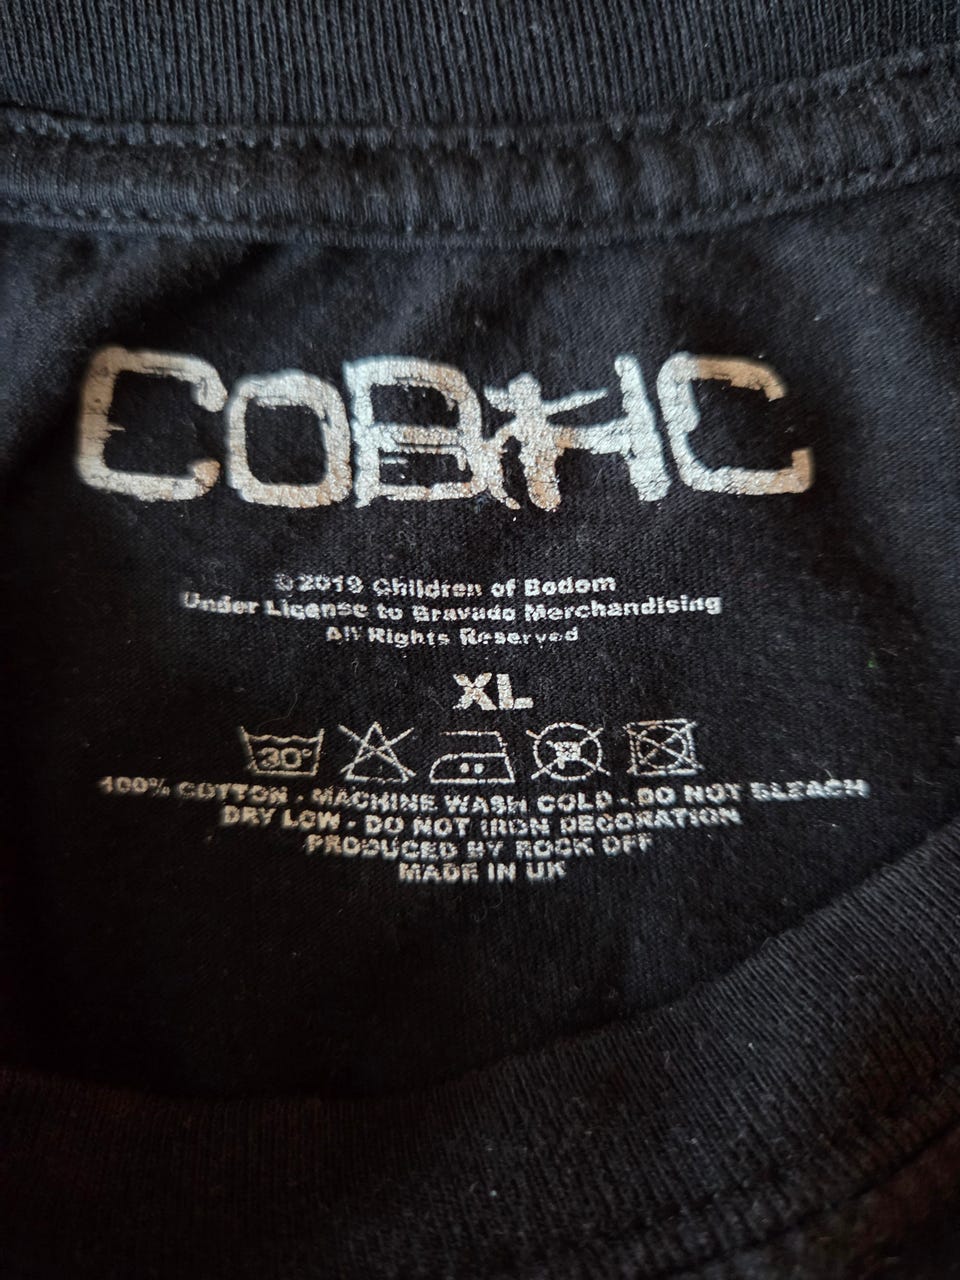 COBHC
©2019 Children of Bodom
Under License to Bravado Merchandising
All Rights Reserved
XL
30°
P
100% COTTON - MACHINE WASH COLD - DO NOT BLEACH
DRY LOW - DO NOT IRON DECORATION
PRODUCED BY ROCK OFF
MADE IN UK